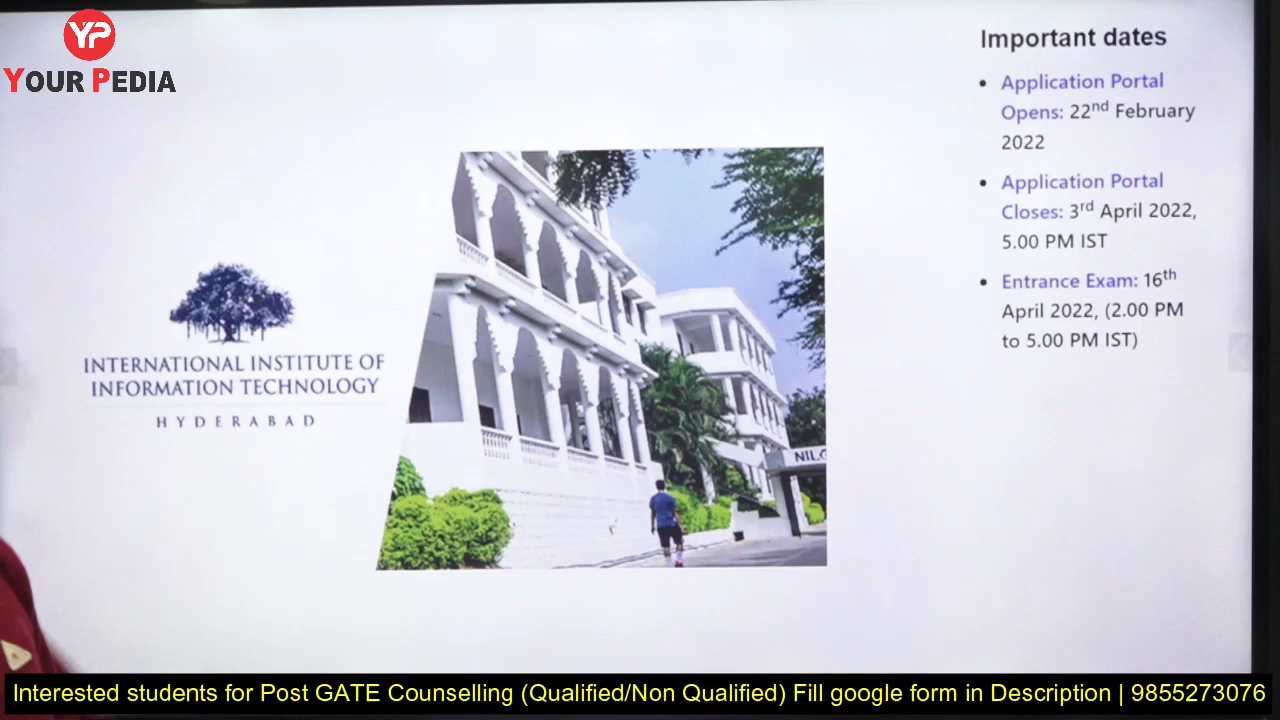 YP
YOUR PEDIA
Important dates
• Application Portal
Opens: 22nd February
2022
• Application Portal
Closes: 3rd April 2022,
5.00 PM IST
• Entrance Exam: 16th
April 2022, (2.00 PM
to 5.00 PM IST)
INTERNATIONAL INSTITUTE OF
INFORMATION TECHNOLOGY
HYDERABAD
Interested students for Post GATE Counselling (Qualified/Non Qualified) Fill google form in Description | 9855273076